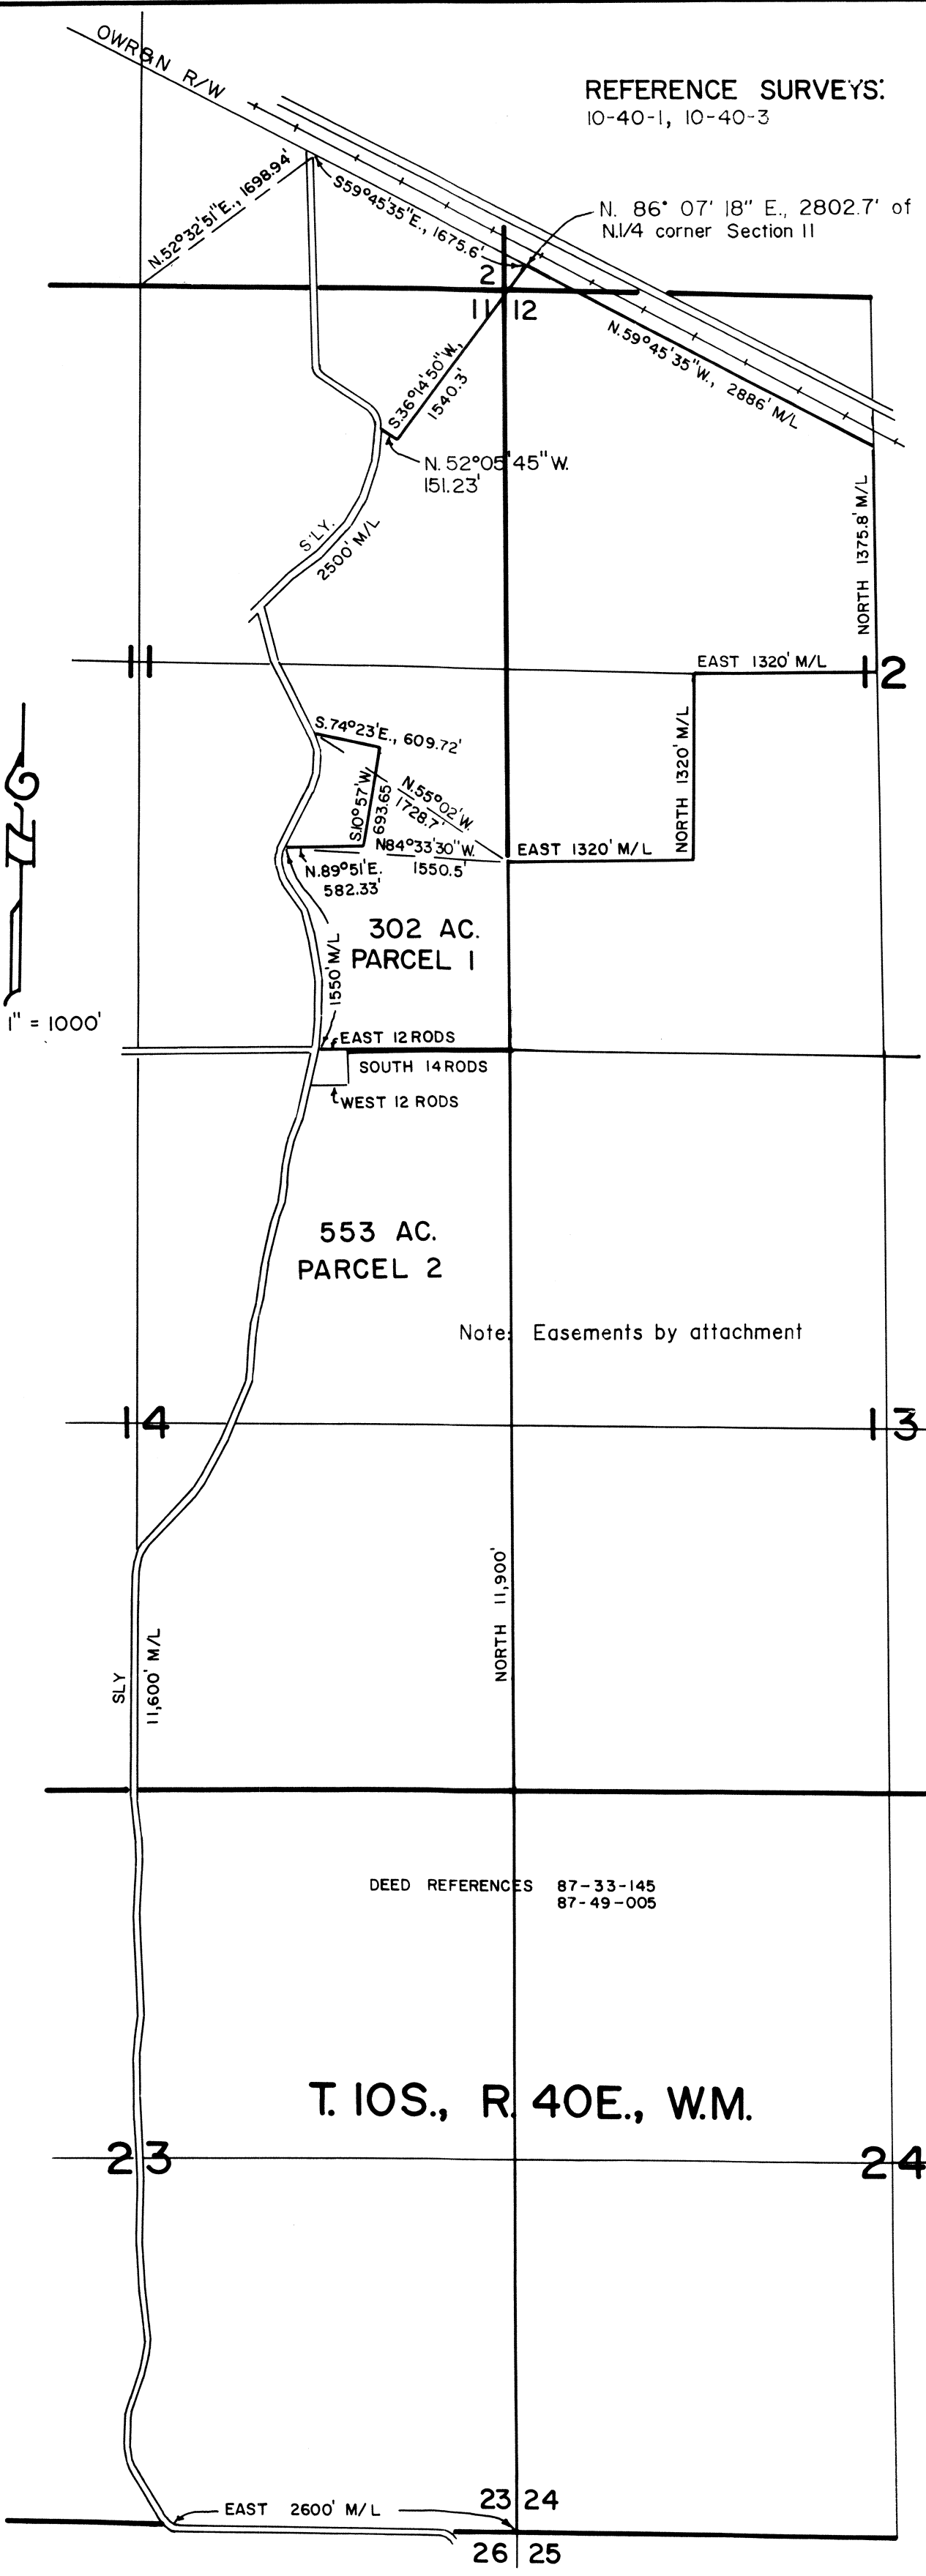 OWR&N R/W
REFERENCE SURVEYS:
10-40-1, 10-40-3
N.52°32'51"E., 1698.94'
S59°45'35"E., 1675.6'
N. 86° 07' 18" E., 2802.7' of
N.1/4 corner Section 11
2
11 12
N.59°45'35"W., 2886' M/L
S.36°14'50"W.,
1540.3'
N. 52°05'45"W.
151.23'
NORTH 1375.8' M/L
S'LY.
2500' M/L
11
EAST 1320' M/L
12
NORTH 1320' M/L
S.74°23'E., 609.72'
S.10°57'W.
693.65'
N.55°02'W.
1728.7'
N84°33'30"W.
1550.5'
EAST 1320' M/L
N.89°51'E.
582.33'
302 AC.
PARCEL 1
1550' M/L
1" = 1000'
EAST 12 RODS
SOUTH 14 RODS
WEST 12 RODS
553 AC.
PARCEL 2
Note: Easements by attachment
14
13
NORTH 11,900'
SLY
11,600' M/L
DEED REFERENCES 87-33-145
87-49-005
T. 10S., R. 40E., W.M.
23
24
EAST 2600' M/L
23 24
26 25